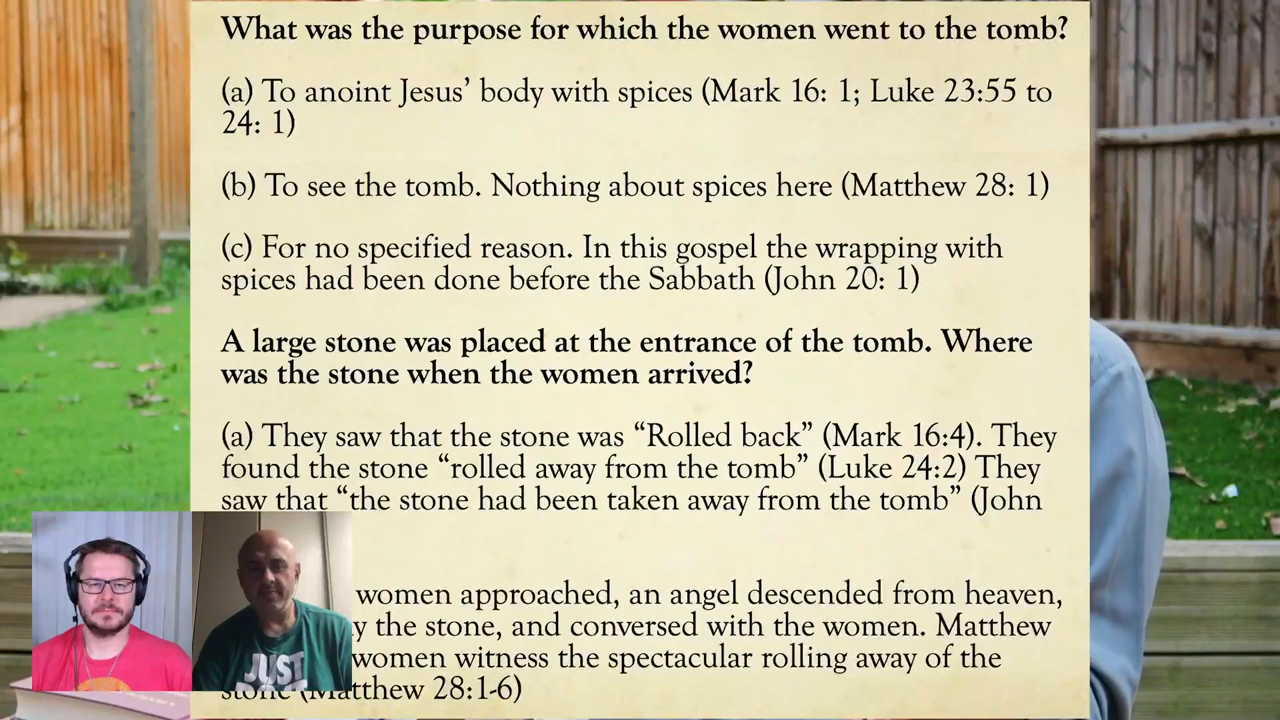 What was the purpose for which the women went to the tomb?
(a) To anoint Jesus’ body with spices (Mark 16: 1; Luke 23:55 to
24: 1)
(b) To see the tomb. Nothing about spices here (Matthew 28: 1)
(c) For no specified reason. In this gospel the wrapping with
spices had been done before the Sabbath (John 20: 1)
A large stone was placed at the entrance of the tomb. Where
was the stone when the women arrived?
(a) They saw that the stone was “Rolled back” (Mark 16:4). They
found the stone “rolled away from the tomb” (Luke 24:2) They
saw that “the stone had been taken away from the tomb” (John
women approached, an angel descended from heaven,
the stone, and conversed with the women. Matthew
women witness the spectacular rolling away of the
stone (Matthew 28:1-6)
JUST